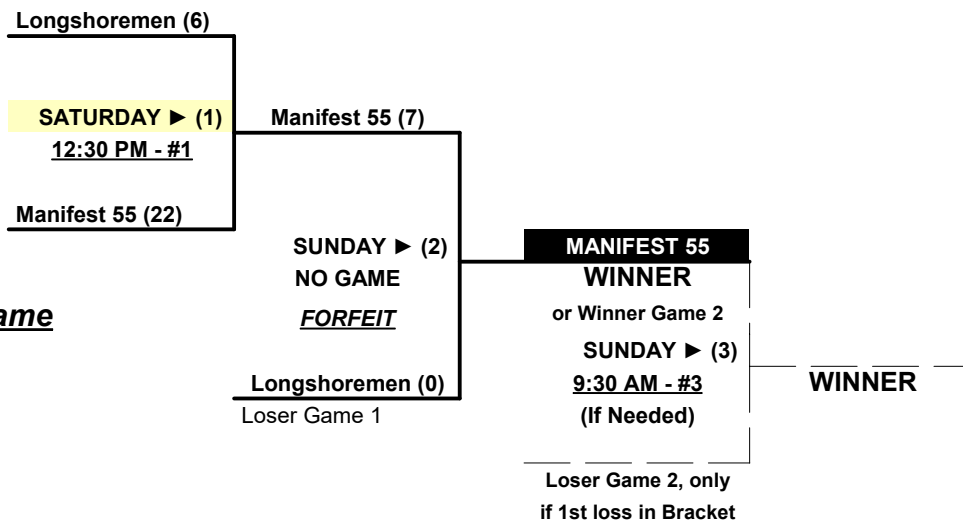 Longshoremen (6)
SATURDAY ► (1)
12:30 PM - #1
Manifest 55 (22)
Manifest 55 (7)
SUNDAY ► (2)
NO GAME
FORFEIT
Longshoremen (0)
Loser Game 1
MANIFEST 55
WINNER
or Winner Game 2
SUNDAY ► (3)
9:30 AM - #3
(If Needed)
Loser Game 2, only
if 1st loss in Bracket
WINNER